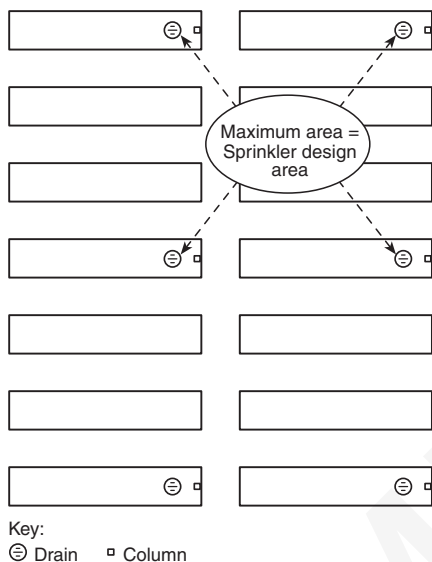 Maximum area =
Sprinkler design
area
Key:
Drain
Column